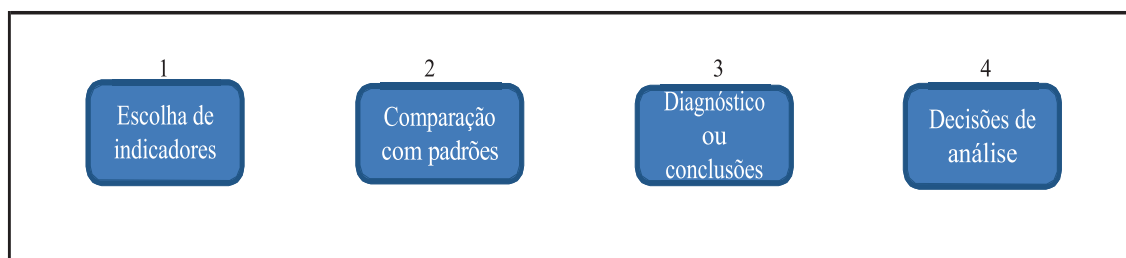 1
Escolha de
indicadores
2
Comparação
com padrões
3
Diagnóstico
ou
conclusões
4
Decisões de
análise